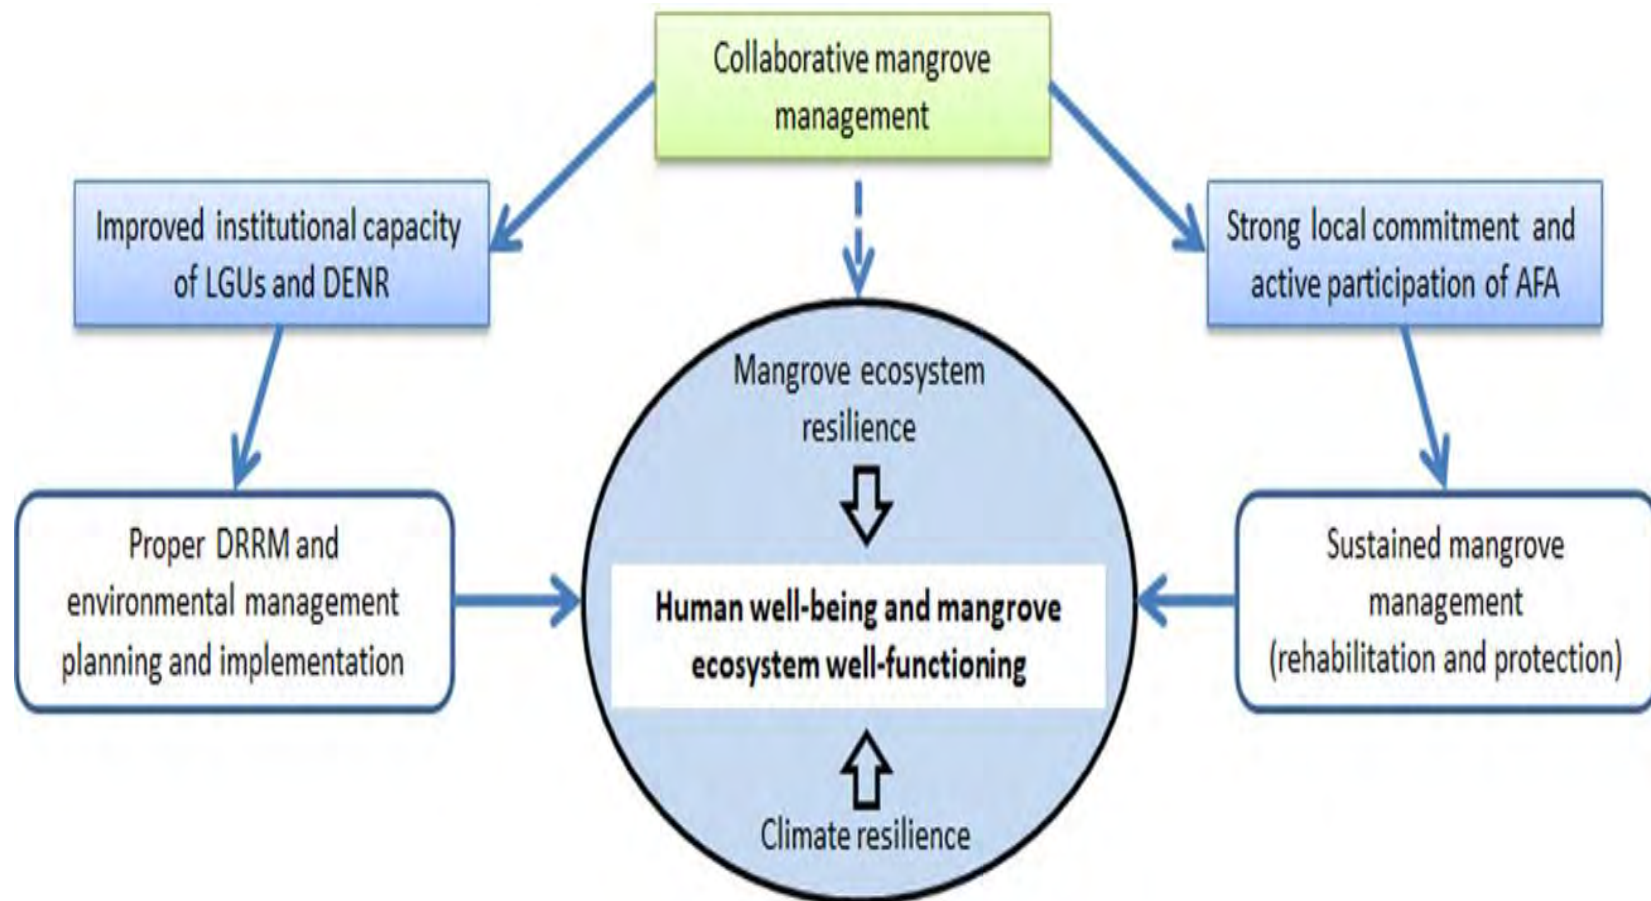 Collaborative mangrove
management
Improved institutional capacity
of LGUs and DENR
Strong local commitment and
active participation of AFA
Mangrove ecosystem
resilience
Proper DRRM and
environmental management
planning and implementation
Human well-being and mangrove
ecosystem well-functioning
Sustained mangrove
management
(rehabilitation and protection)
Climate resilience